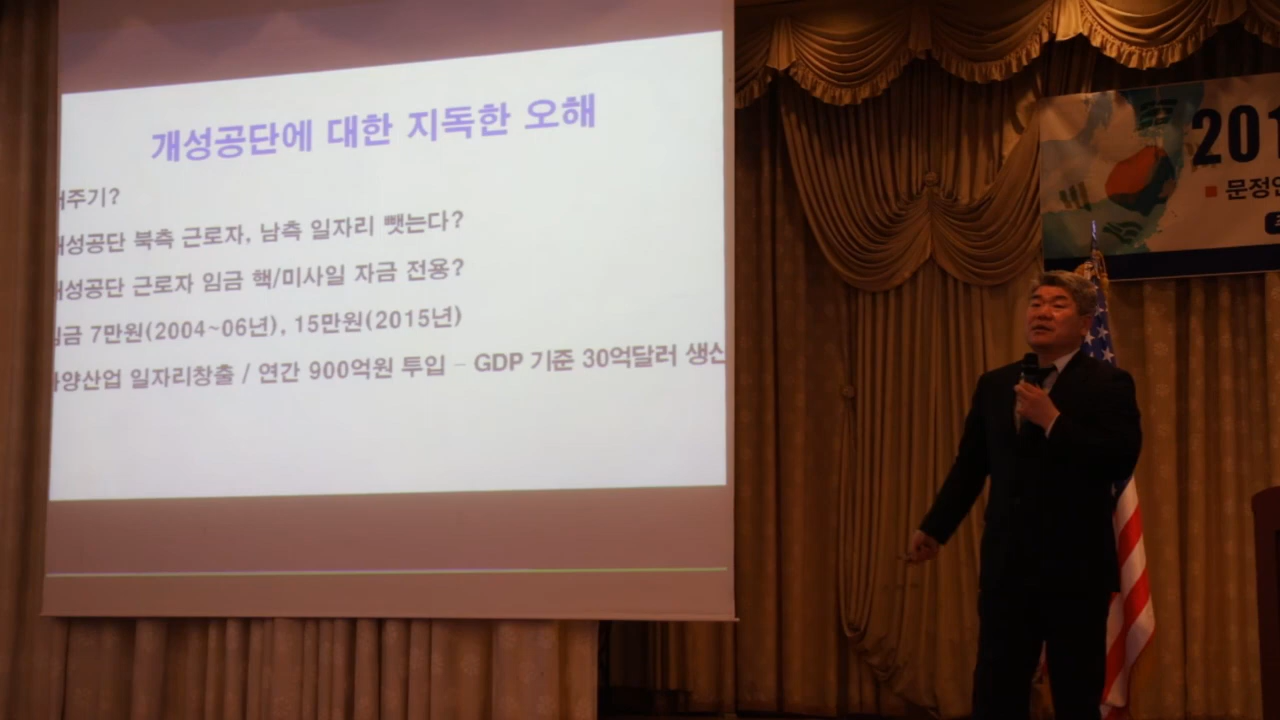 개성공단에 대한 지독한 오해
주기?
성공단 북측 근로자, 남측 일자리 뺏는다?
성공단 근로자 임금 핵/미사일 자금 전용?
금 7만원(2004~06년), 15만원(2015년)
양산업 일자리창출 / 연간 900억원 투입 – GDP 기준 30억달러 생산
201
문정인